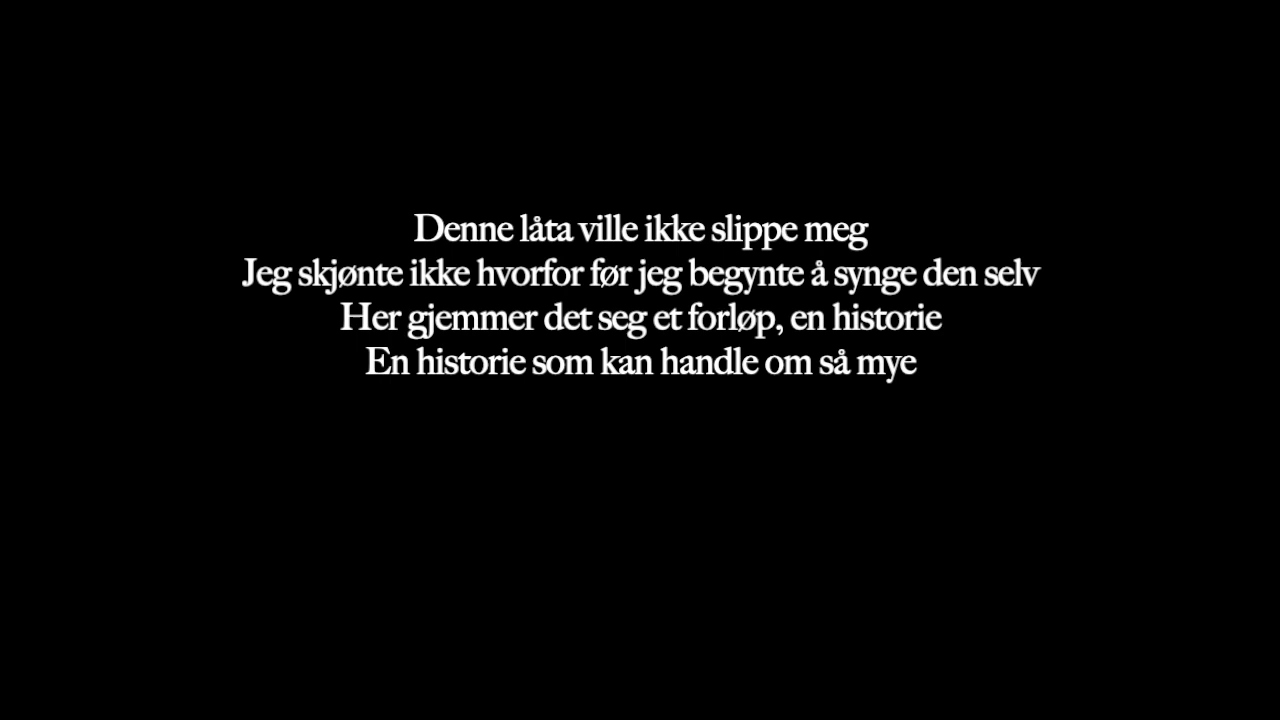 Denne låta ville ikke slippe meg
Jeg skjønte ikke hvorfor før jeg begynte å synge den selv
Her gjemmer det seg et forløp, en historie
En historie som kan handle om så mye